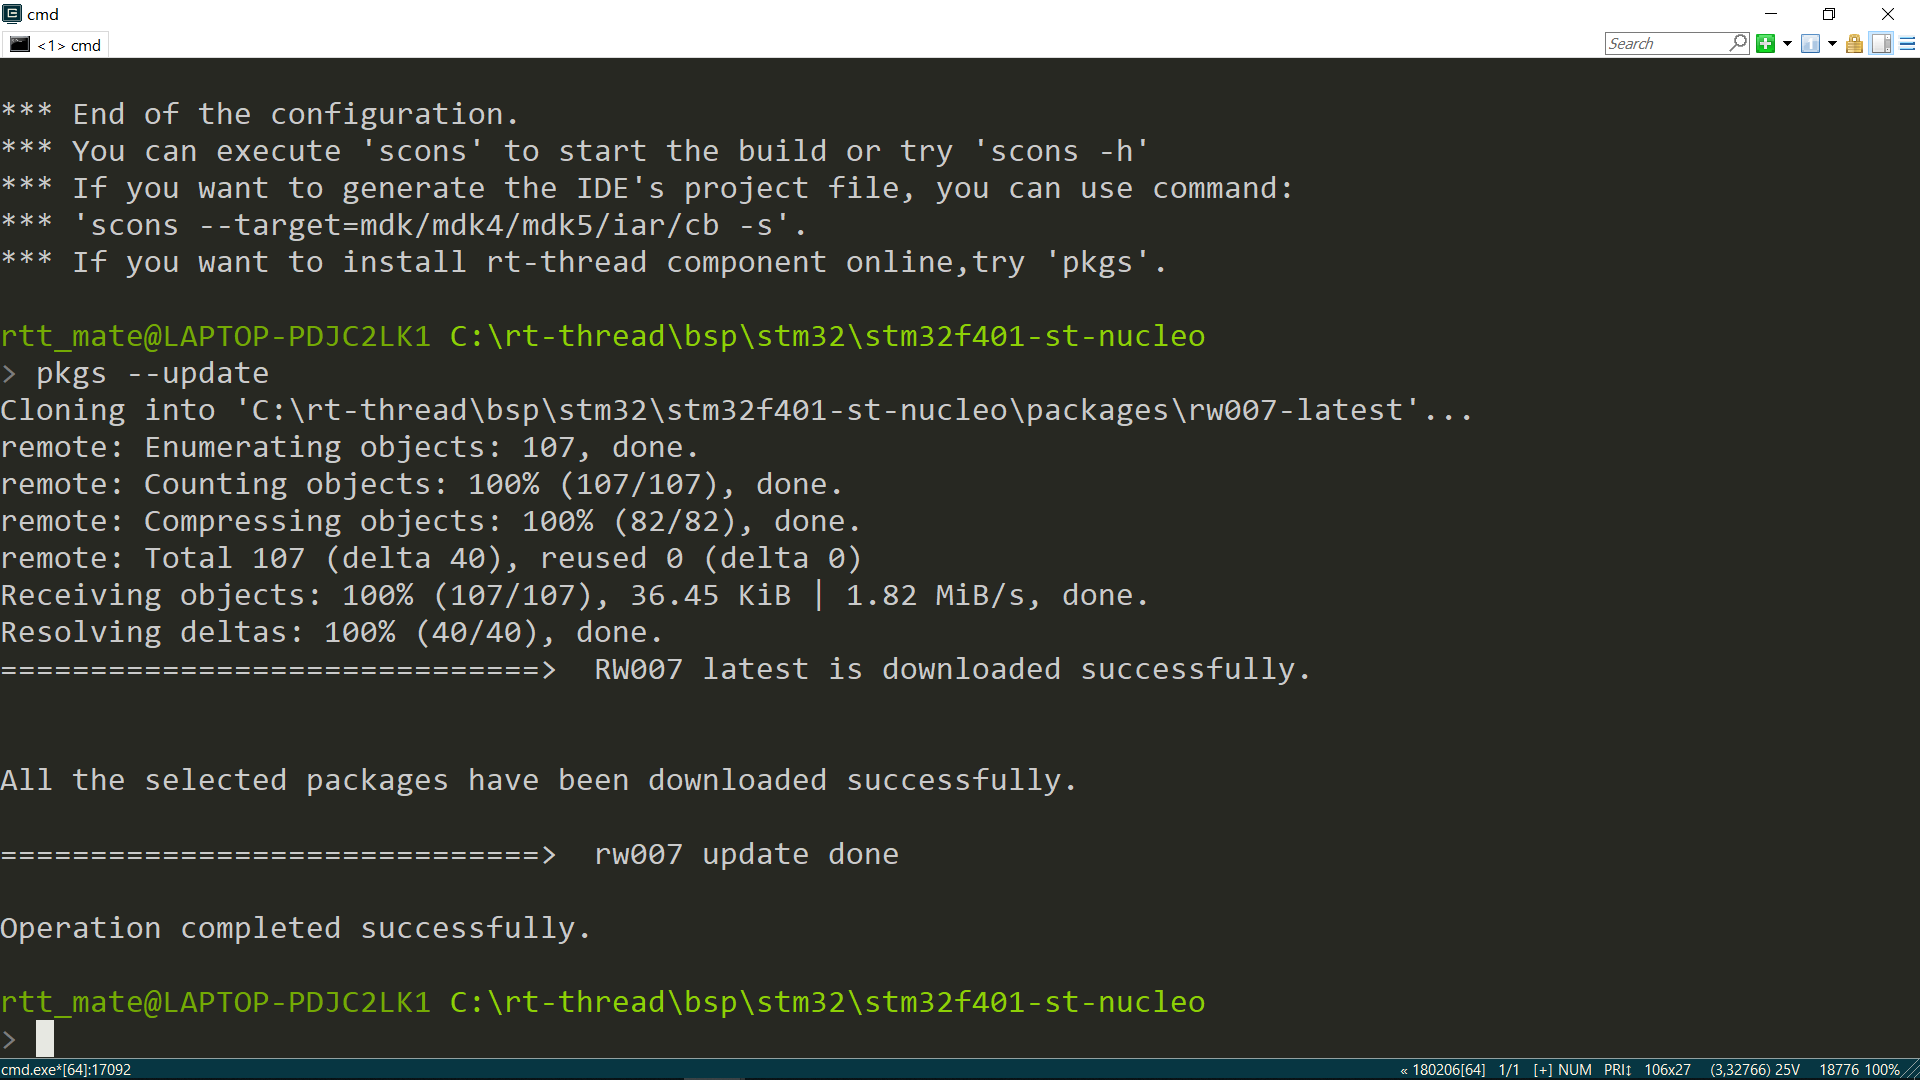 cmd
<1> cmd
Search
*** End of the configuration.
*** You can execute 'scons' to start the build or try 'scons -h'
*** If you want to generate the IDE's project file, you can use command:
*** 'scons --target=mdk/mdk4/mdk5/iar/cb -s'.
*** If you want to install rt-thread component online,try 'pkgs'.
rtt_mate@LAPTOP-PDJC2LK1 C:\rt-thread\bsp\stm32\stm32f401-st-nucleo
> pkgs --update
Cloning into 'C:\rt-thread\bsp\stm32\stm32f401-st-nucleo\packages\rw007-latest'...
remote: Enumerating objects: 107, done.
remote: Counting objects: 100% (107/107), done.
remote: Compressing objects: 100% (82/82), done.
remote: Total 107 (delta 40), reused 0 (delta 0)
Receiving objects: 100% (107/107), 36.45 KiB | 1.82 MiB/s, done.
Resolving deltas: 100% (40/40), done.
==============================>  RW007 latest is downloaded successfully.
All the selected packages have been downloaded successfully.
==============================>  rw007 update done
Operation completed successfully.
rtt_mate@LAPTOP-PDJC2LK1 C:\rt-thread\bsp\stm32\stm32f401-st-nucleo
>
cmd.exe*[64]:17092 « 180206[64] 1/1 [+] NUM PRI↕ 106x27 (3,32766) 25V 18776 100%